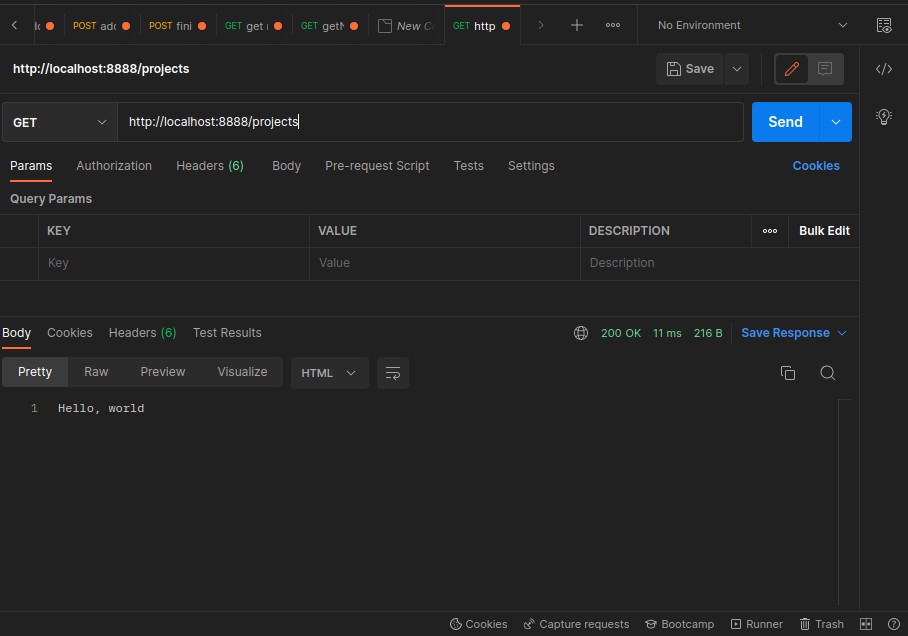 POST add POST fini GET get GET getN New C GET http No Environment
http://localhost:8888/projects Save
GET http://localhost:8888/projects Send
Params Authorization Headers (6) Body Pre-request Script Tests Settings Cookies
Query Params
KEY VALUE DESCRIPTION Bulk Edit
Key Value Description
Body Cookies Headers (6) Test Results 200 OK 11 ms 216 B Save Response
Pretty Raw Preview Visualize HTML
1 Hello, world
Cookies Capture requests Bootcamp Runner Trash